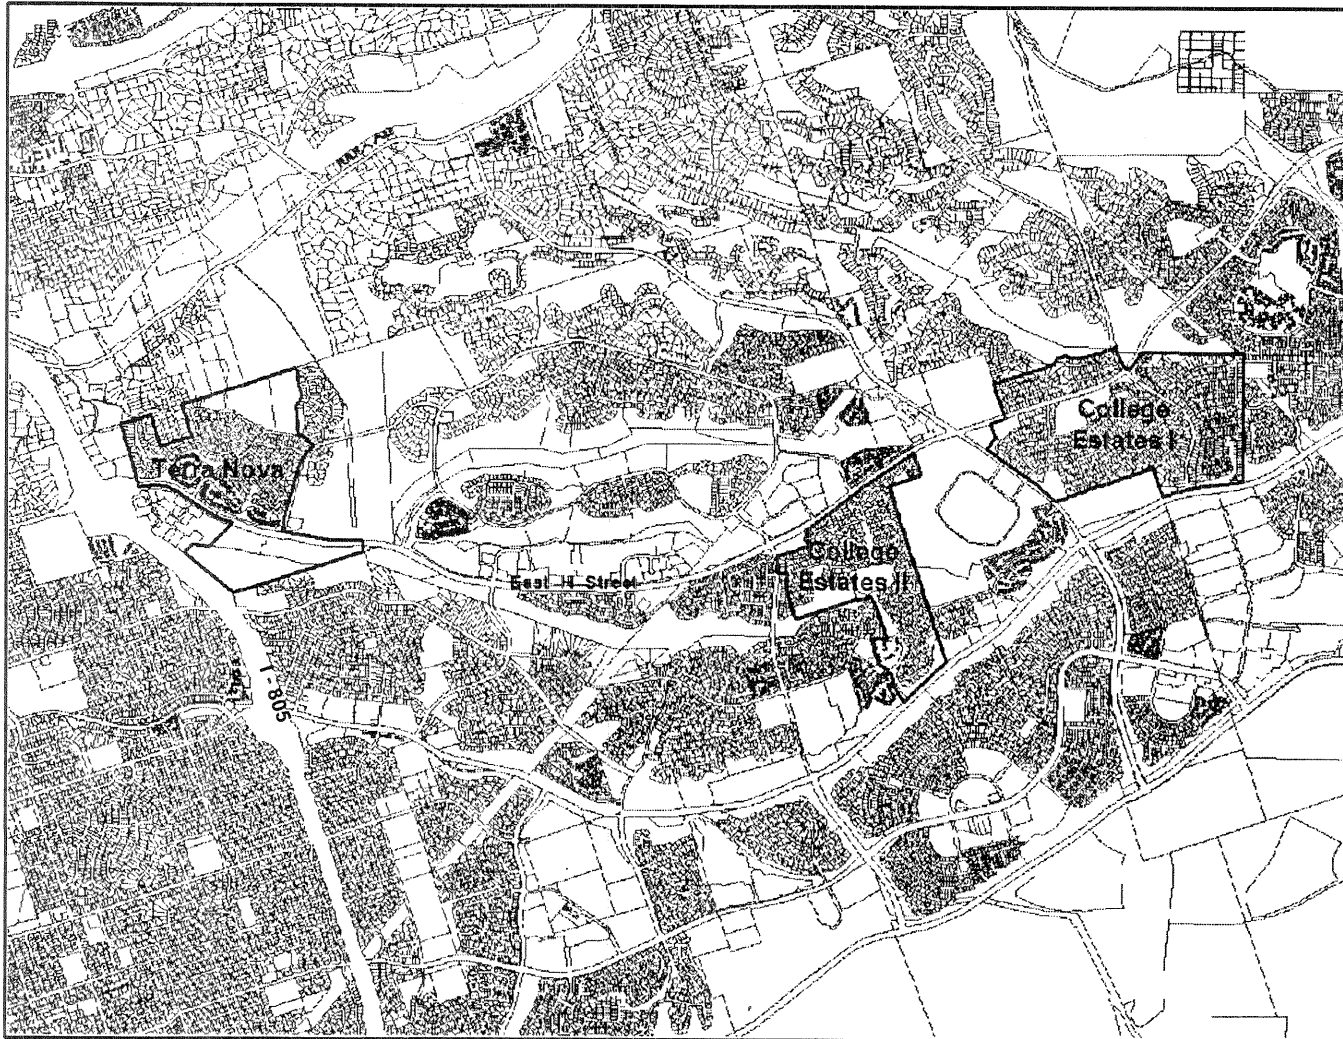 College
Estates I
Terra Nova
College
Estates II
East H Street
I - 805